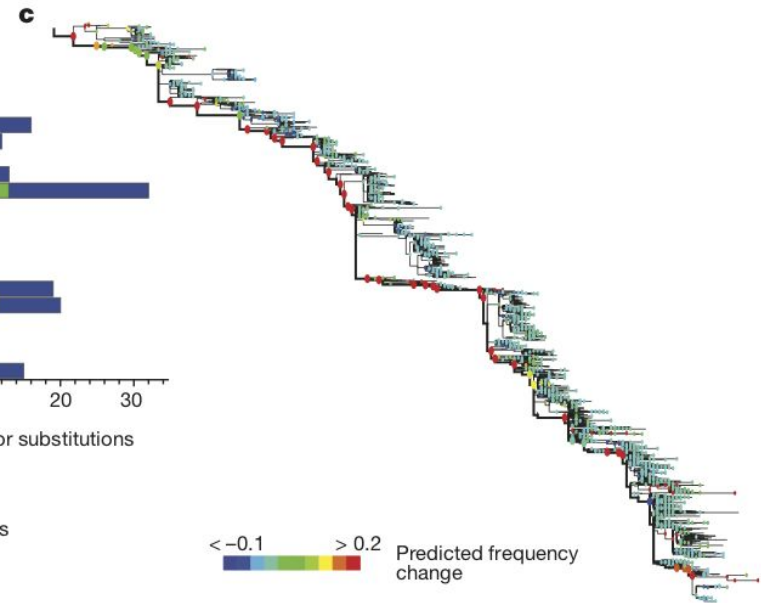 c
20 30
or substitutions
s
< –0.1 > 0.2
Predicted frequency
change